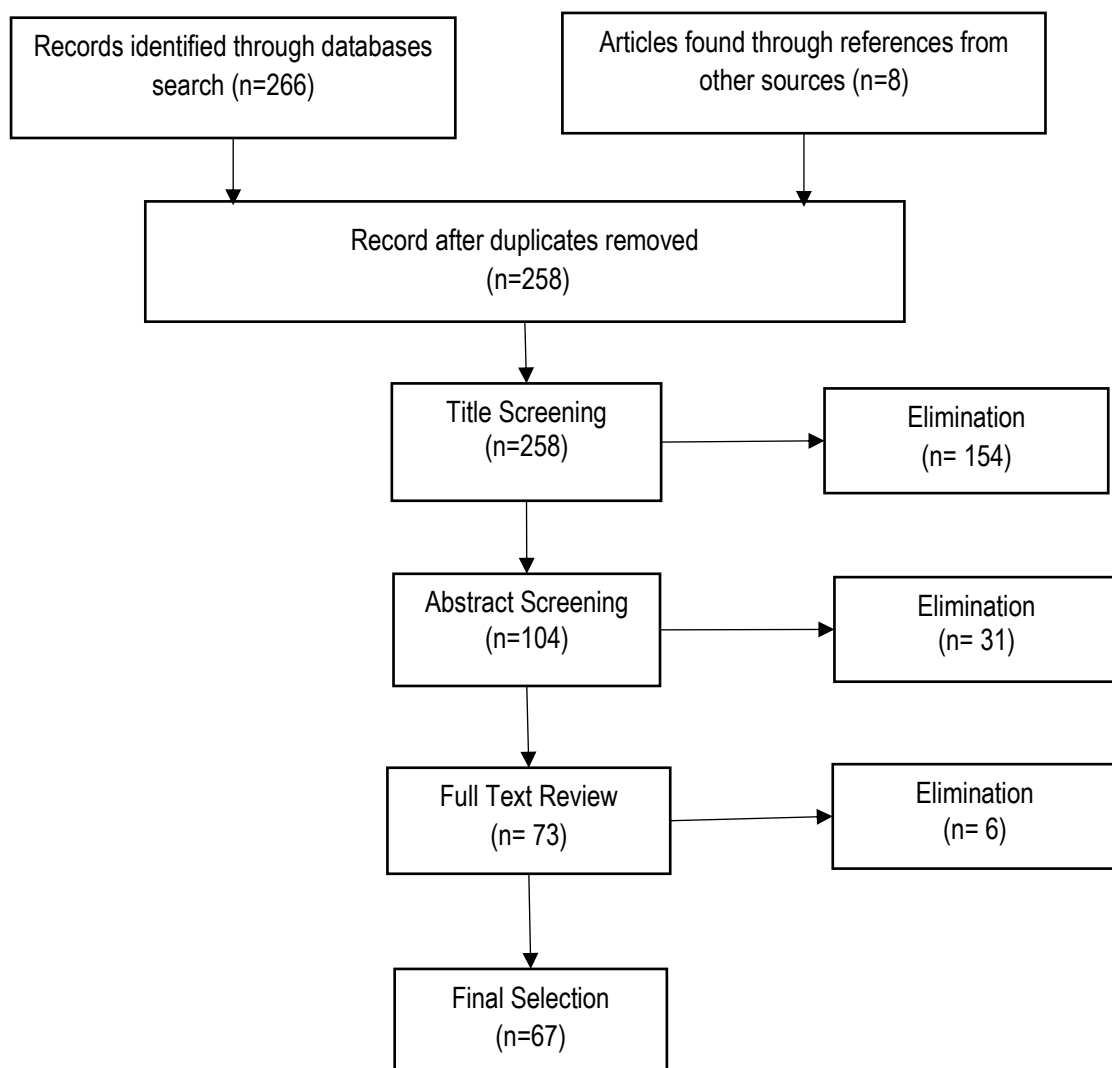 Records identified through databases
search (n=266)
Articles found through references from
other sources (n=8)
Record after duplicates removed
(n=258)
Title Screening
(n=258)
Elimination
(n= 154)
Abstract Screening
(n=104)
Elimination
(n= 31)
Full Text Review
(n= 73)
Elimination
(n= 6)
Final Selection
(n=67)